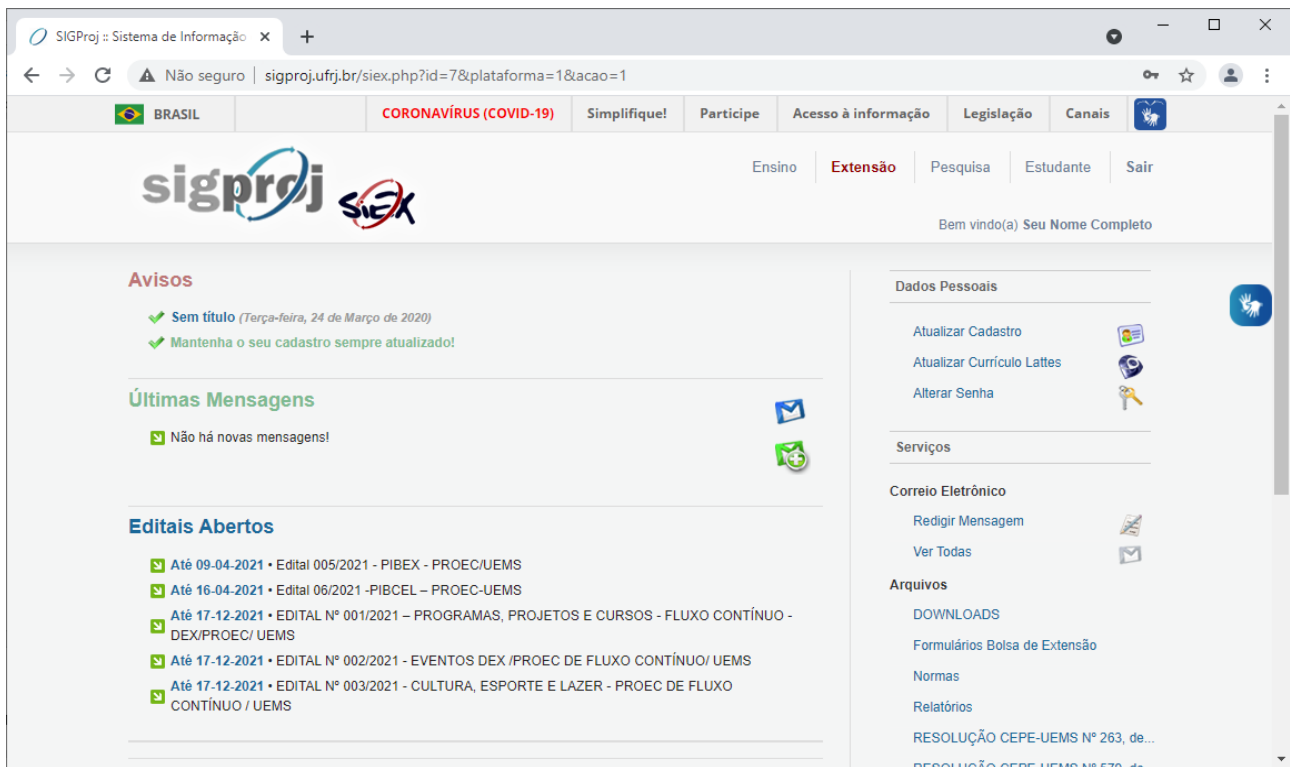 SIGProj :: Sistema de Informação
Não seguro | sigproj.ufrj.br/siex.php?id=7&plataforma=1&acao=1
BRASIL CORONAVÍRUS (COVID-19) Simplifique! Participe Acesso à informação Legislação Canais
sigproj SiEX
Ensino Extensão Pesquisa Estudante Sair
Bem vindo(a) Seu Nome Completo
Avisos
Sem título (Terça-feira, 24 de Março de 2020)
Mantenha o seu cadastro sempre atualizado!
Últimas Mensagens
Não há novas mensagens!
Editais Abertos
Até 09-04-2021 • Edital 005/2021 - PIBEX - PROEC/UEMS
Até 16-04-2021 • Edital 06/2021 -PIBCEL – PROEC-UEMS
Até 17-12-2021 • EDITAL Nº 001/2021 – PROGRAMAS, PROJETOS E CURSOS - FLUXO CONTÍNUO -
DEX/PROEC/ UEMS
Até 17-12-2021 • EDITAL Nº 002/2021 - EVENTOS DEX /PROEC DE FLUXO CONTÍNUO/ UEMS
Até 17-12-2021 • EDITAL Nº 003/2021 - CULTURA, ESPORTE E LAZER - PROEC DE FLUXO
CONTÍNUO / UEMS
Dados Pessoais
Atualizar Cadastro
Atualizar Currículo Lattes
Alterar Senha
Serviços
Correio Eletrônico
Redigir Mensagem
Ver Todas
Arquivos
DOWNLOADS
Formulários Bolsa de Extensão
Normas
Relatórios
RESOLUÇÃO CEPE-UEMS Nº 263, de...
RESOLUÇÃO CEPE-UEMS Nº 579, de...